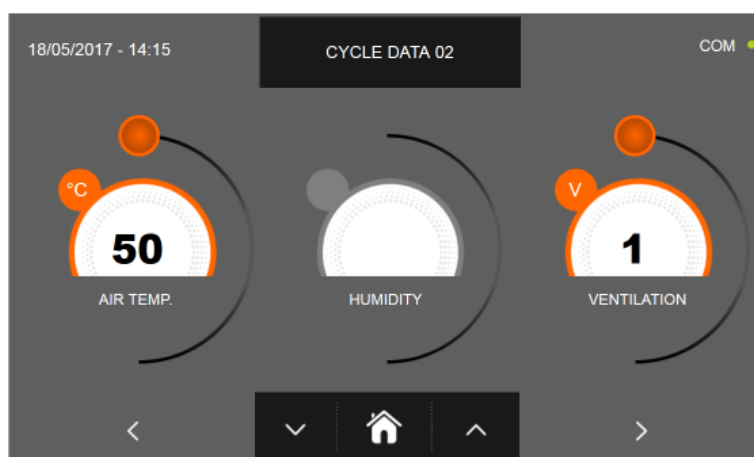 18/05/2017 - 14:15
CYCLE DATA 02
COM
°C
50
AIR TEMP.
HUMIDITY
V
1
VENTILATION